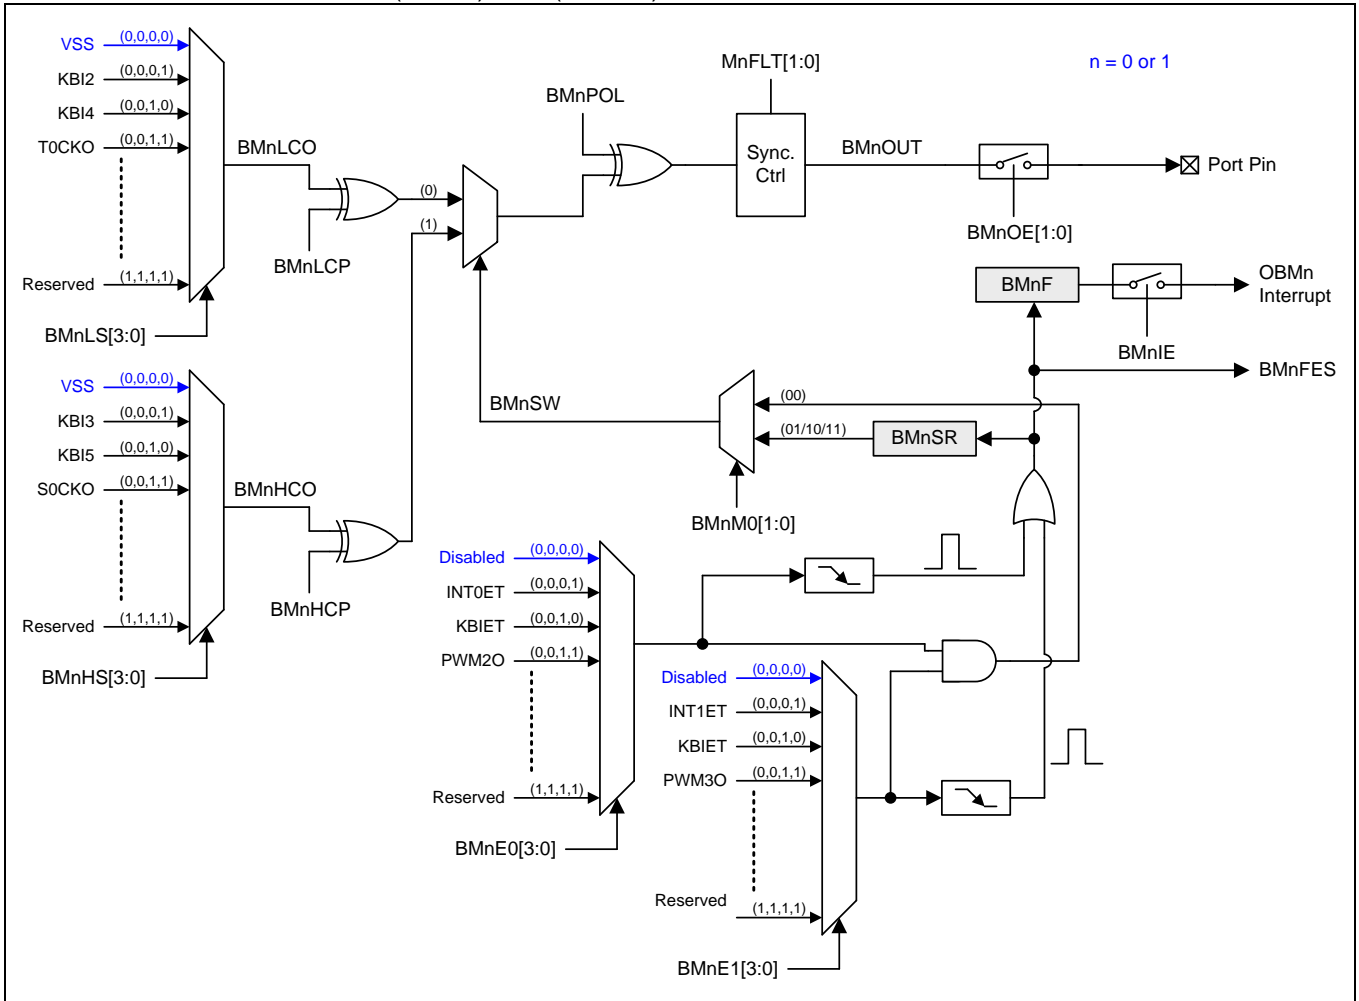 VSS (0,0,0,0)
KBI2 (0,0,0,1)
KBI4 (0,0,1,0)
T0CKO (0,0,1,1)
Reserved (1,1,1,1)
BMnLS[3:0]
BMnLCO
BMnLCP
(0)
(1)
BMnPOL
MnFLT[1:0]
Sync.
Ctrl
BMnOUT
BMnOE[1:0]
Port Pin
n = 0 or 1
BMnF
BMnIE
OBMn
Interrupt
BMnFES
VSS (0,0,0,0)
KBI3 (0,0,0,1)
KBI5 (0,0,1,0)
S0CKO (0,0,1,1)
Reserved (1,1,1,1)
BMnHS[3:0]
BMnHCO
BMnHCP
BMnSW
(00)
(01/10/11)
BMnSR
BMnM0[1:0]
Disabled (0,0,0,0)
INT0ET (0,0,0,1)
KBIET (0,0,1,0)
PWM2O (0,0,1,1)
Reserved (1,1,1,1)
BMnE0[3:0]
Disabled (0,0,0,0)
INT1ET (0,0,0,1)
KBIET (0,0,1,0)
PWM3O (0,0,1,1)
Reserved (1,1,1,1)
BMnE1[3:0]